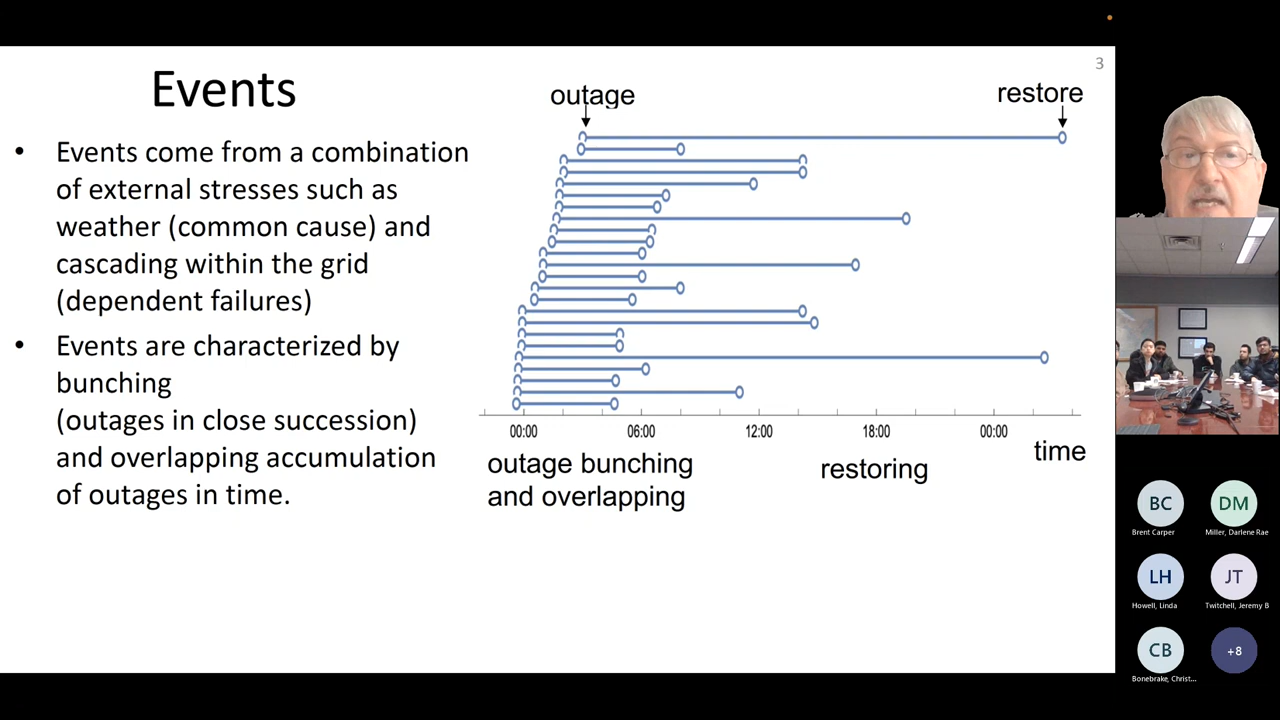 3
Events
• Events come from a combination
of external stresses such as
weather (common cause) and
cascading within the grid
(dependent failures)
• Events are characterized by
bunching
(outages in close succession)
and overlapping accumulation
of outages in time.
outage
restore
00:00 06:00 12:00 18:00 00:00
time
outage bunching
and overlapping
restoring
BC
Brent Carper
DM
Miller, Darlene Rae
LH
Howell, Linda
JT
Twitchell, Jeremy B
CB
Bonebrake, Christ...
+8